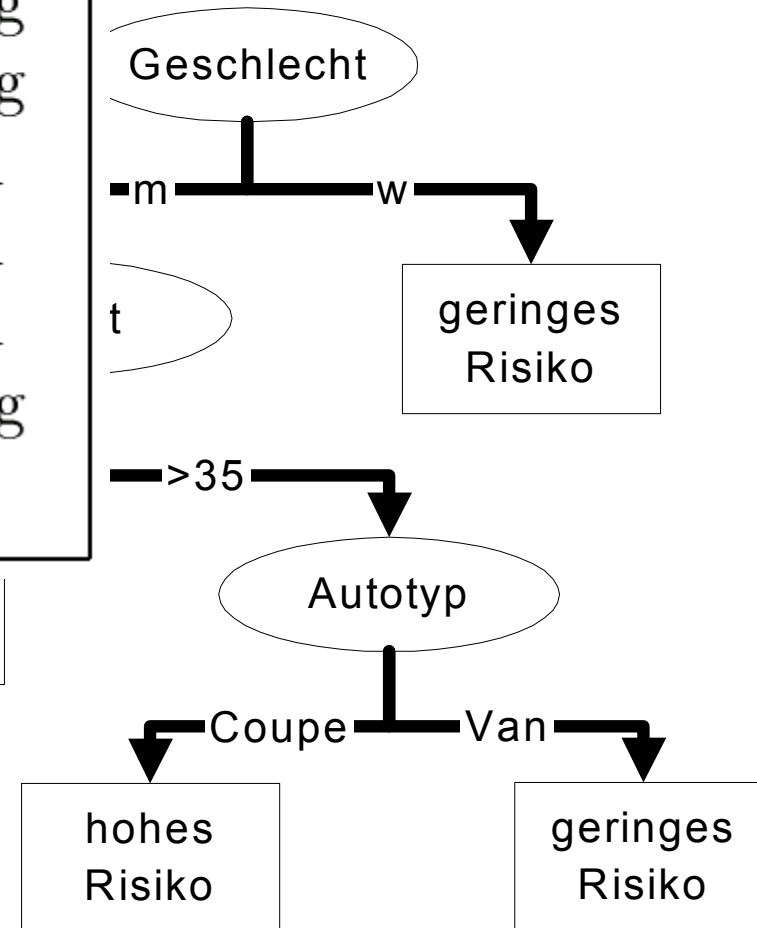 Geschlecht
m
w
geringes
Risiko
t
>35
Autotyp
Coupe
Van
hohes
Risiko
geringes
Risiko
g
g
g